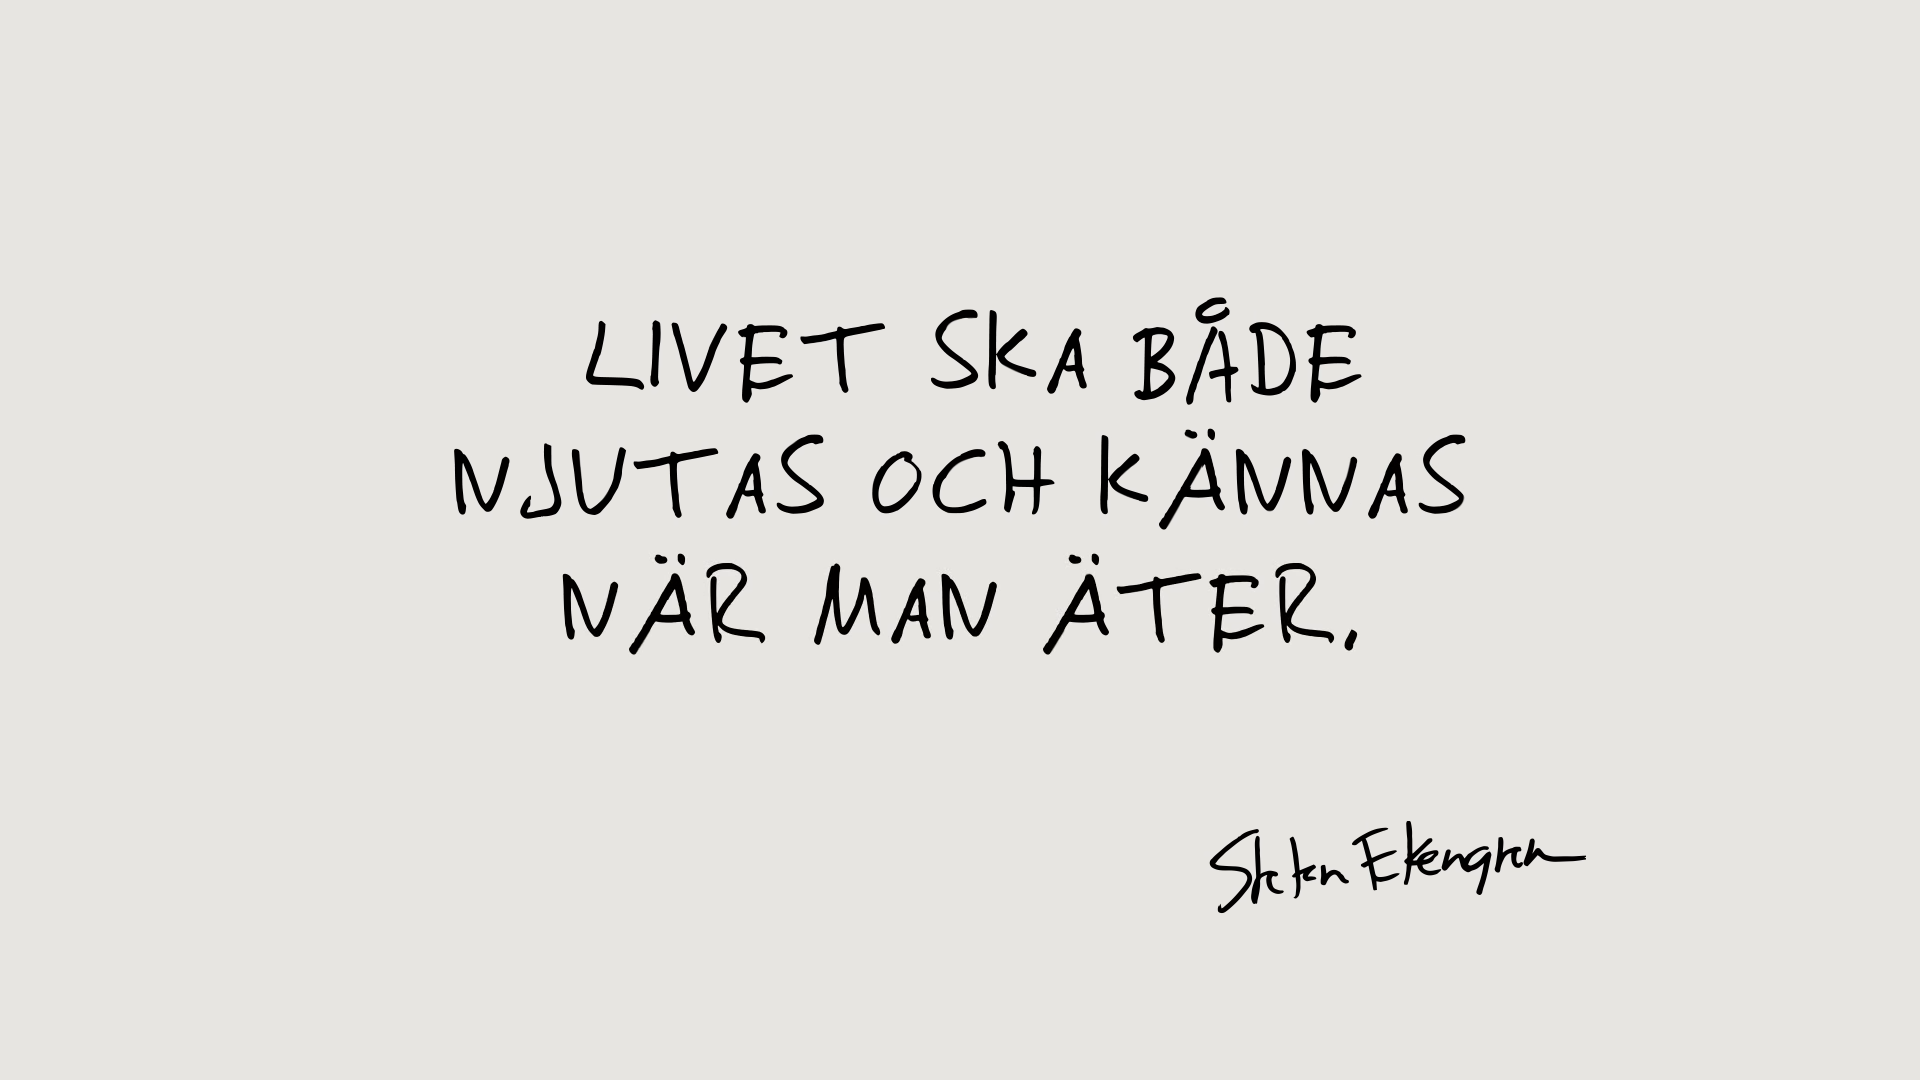 LIVET SKA BÅDE
NJUTAS OCH KÄNNAS
NÄR MAN ÄTER.
Stefan Ekengren